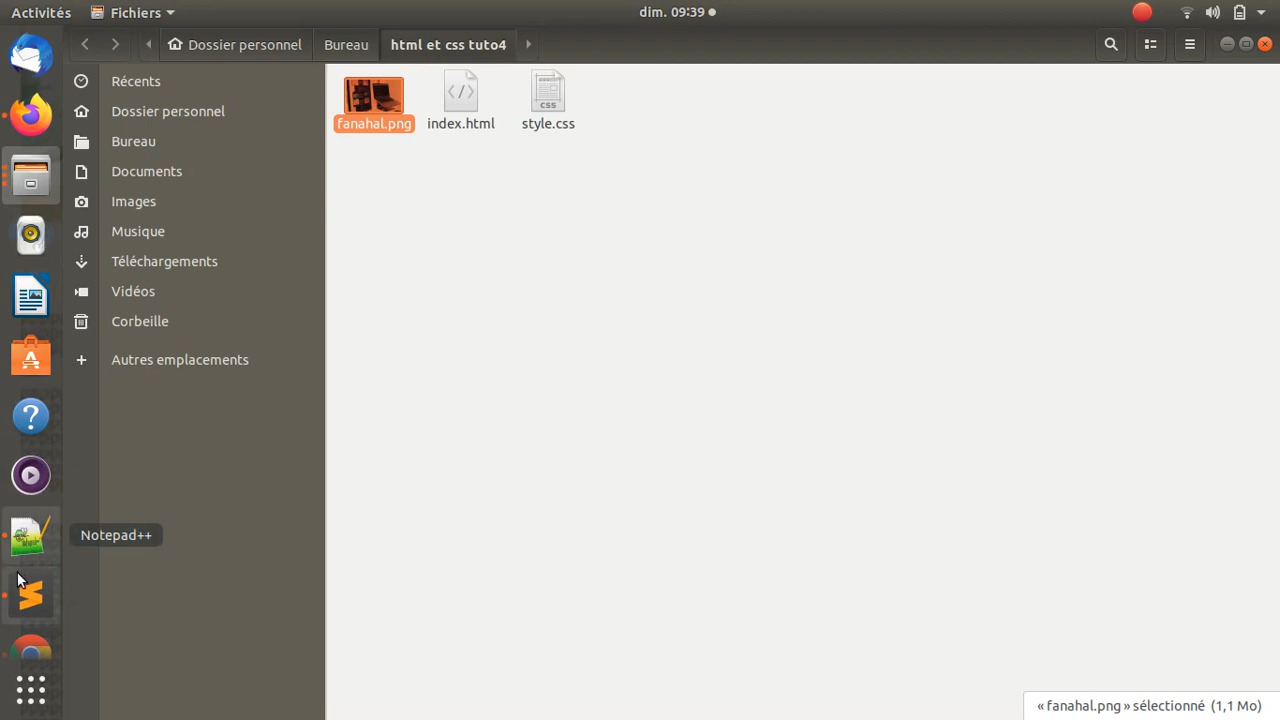 Activités
Fichiers
dim. 09:39
Dossier personnel
Bureau
html et css tuto4
Récents
Dossier personnel
Bureau
Documents
Images
Musique
Téléchargements
Vidéos
Corbeille
Autres emplacements
fanahal.png
index.html
style.css
css
Notepad++
« fanahal.png » sélectionné (1,1 Mo)